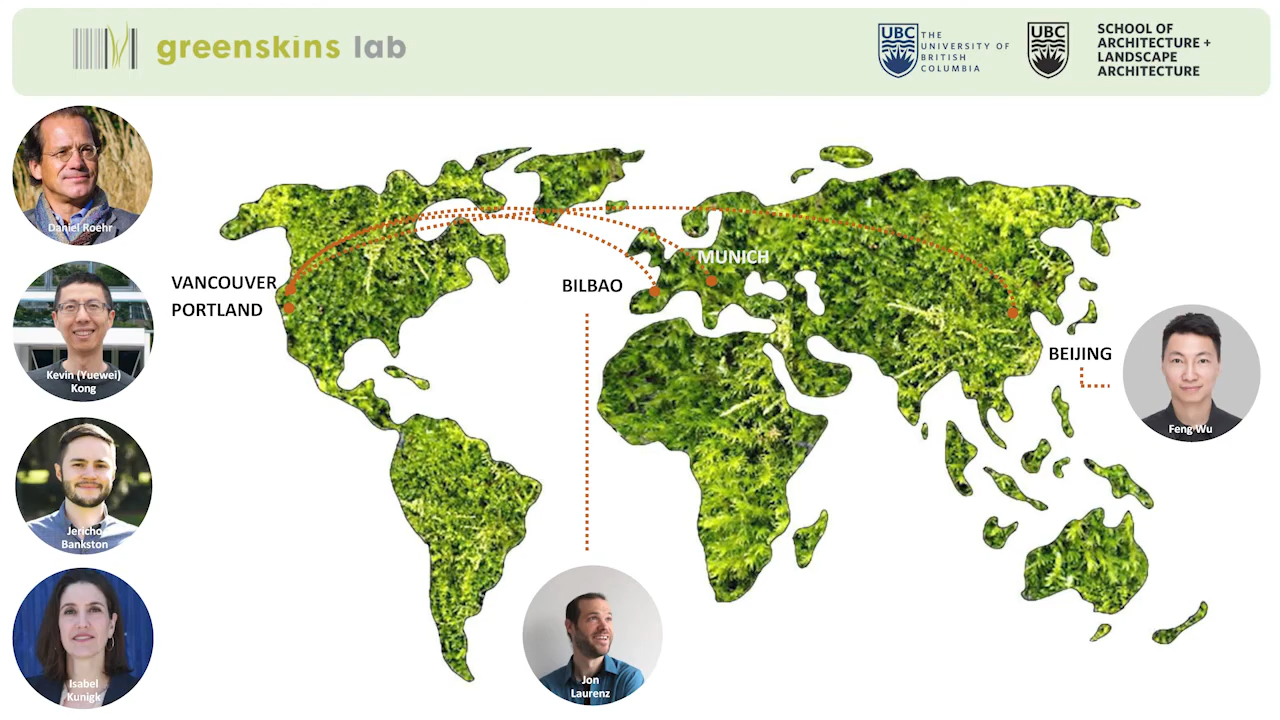 greenskins lab
UBC
THE
UNIVERSITY OF
BRITISH
COLUMBIA
UBC
SCHOOL OF
ARCHITECTURE +
LANDSCAPE
ARCHITECTURE
Daniel Roehr
Kevin (Yuewei)
Kong
Jericho
Bankston
Isabel
Kunigk
VANCOUVER
PORTLAND
BILBAO
MUNICH
BEIJING
Feng Wu
Jon
Laurenz